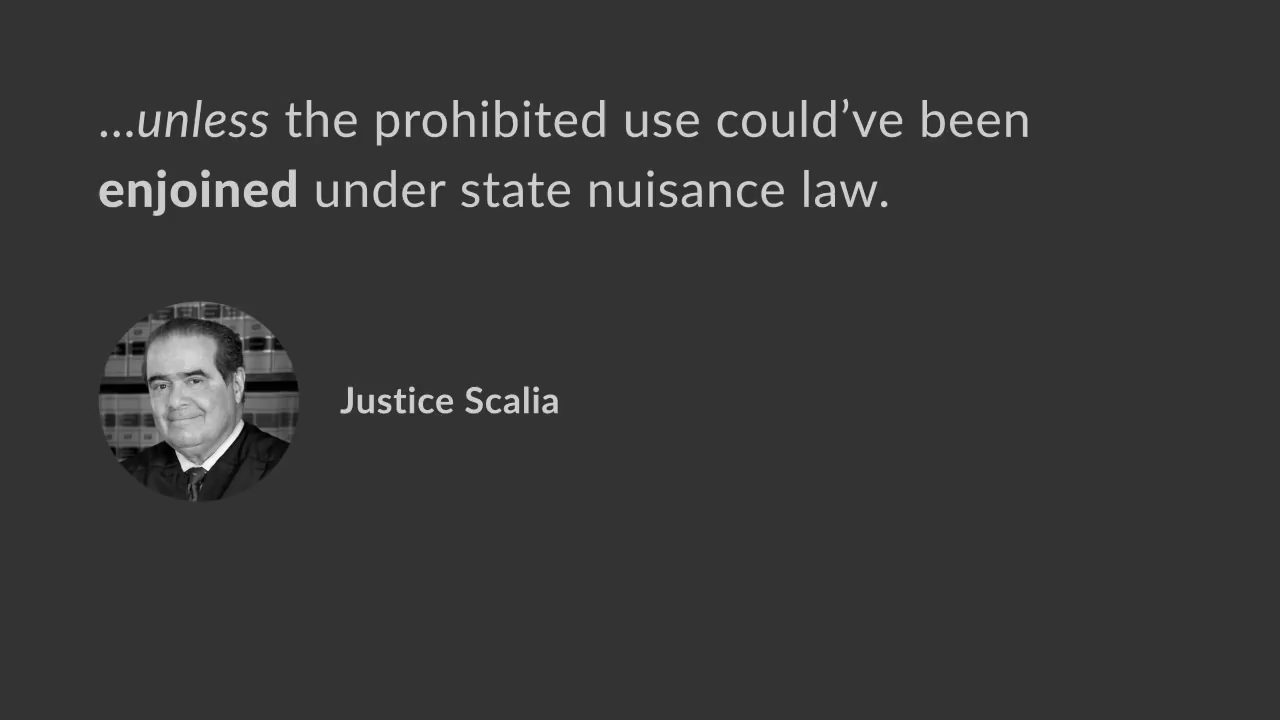 ...unless the prohibited use could’ve been
enjoined under state nuisance law.
Justice Scalia